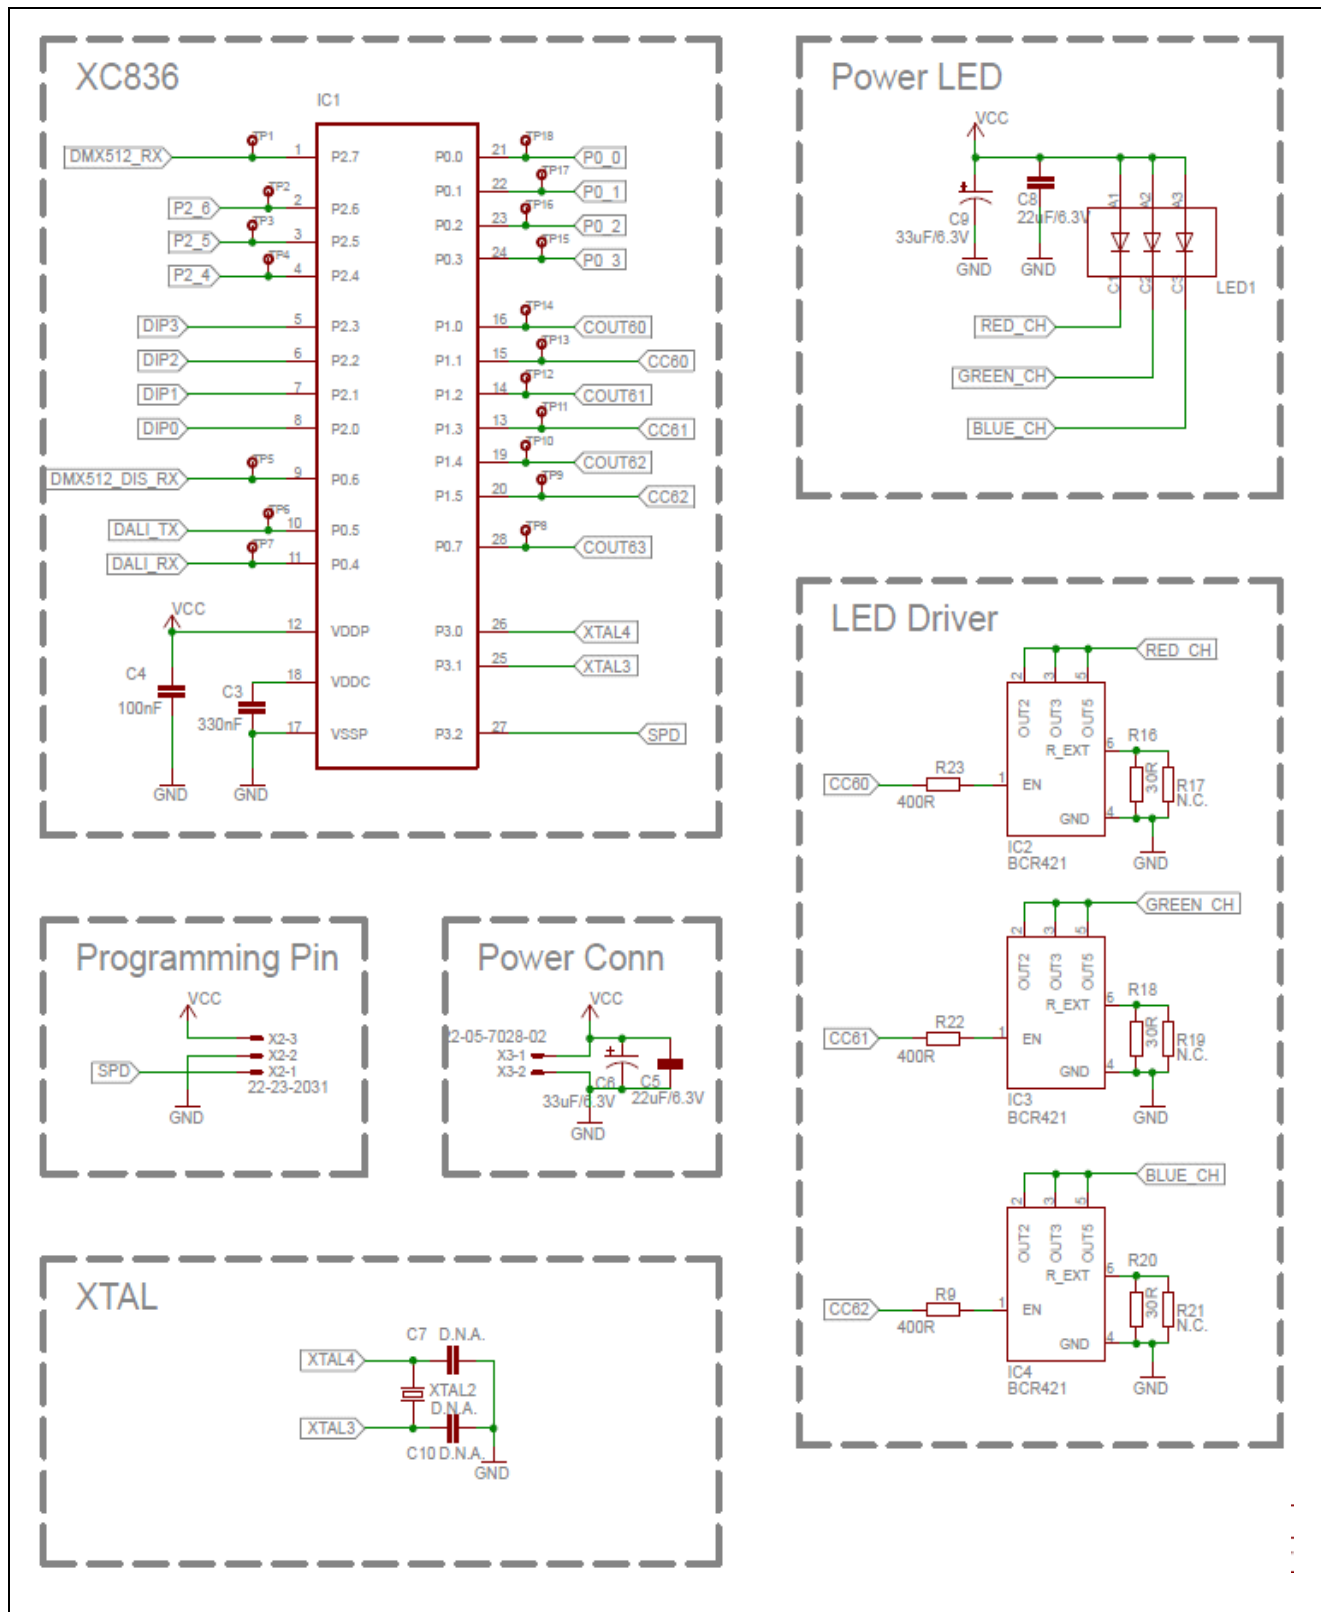 XC836
IC1
DMX512_RX
TP1
1
P2.7
P0.0
21
TP18
P0_0
P2_6
TP2
2
P2.6
P0.1
22
TP17
P0_1
P2_5
TP3
3
P2.5
P0.2
23
TP16
P0_2
P2_4
TP4
4
P2.4
P0.3
24
TP15
P0_3
DIP3
5
P2.3
P1.0
16
TP14
COUT60
DIP2
6
P2.2
P1.1
15
TP13
CC60
DIP1
7
P2.1
P1.2
14
TP12
COUT61
DIP0
8
P2.0
P1.3
13
TP11
CC61
P1.4
19
TP10
COUT62
DMX512_DIS_RX
TP5
9
P0.6
P1.5
20
TP9
CC62
DALI_TX
TP6
10
P0.5
P0.7
28
TP8
COUT63
DALI_RX
TP7
11
P0.4
VCC
12
VDDP
P3.0
26
XTAL4
P3.1
25
XTAL3
C4
100nF
C3
330nF
18
VDDC
17
VSSP
P3.2
27
SPD
GND
GND
Power LED
VCC
C9
33uF/6.3V
C8
22uF/6.3V
GND
GND
A1
A2
A3
C1
C2
C3
LED1
RED_CH
GREEN_CH
BLUE_CH
LED Driver
RED_CH
2
3
5
OUT2
OUT3
OUT5
R_EXT
6
R16
30R
R17
N.C.
CC60
R23
400R
1
EN
GND
4
IC2
BCR421
GND
GREEN_CH
2
3
5
OUT2
OUT3
OUT5
R_EXT
6
R18
30R
R19
N.C.
CC61
R22
400R
1
EN
GND
4
IC3
BCR421
GND
BLUE_CH
2
3
5
OUT2
OUT3
OUT5
R_EXT
6
R20
30R
R21
N.C.
CC62
R9
400R
1
EN
GND
4
IC4
BCR421
GND
Programming Pin
VCC
X2-3
X2-2
X2-1
22-23-2031
SPD
GND
Power Conn
VCC
22-05-7028-02
X3-1
X3-2
C6
33uF/6.3V
C5
22uF/6.3V
GND
XTAL
C7 D.N.A.
XTAL4
XTAL2
D.N.A.
XTAL3
C10 D.N.A.
GND